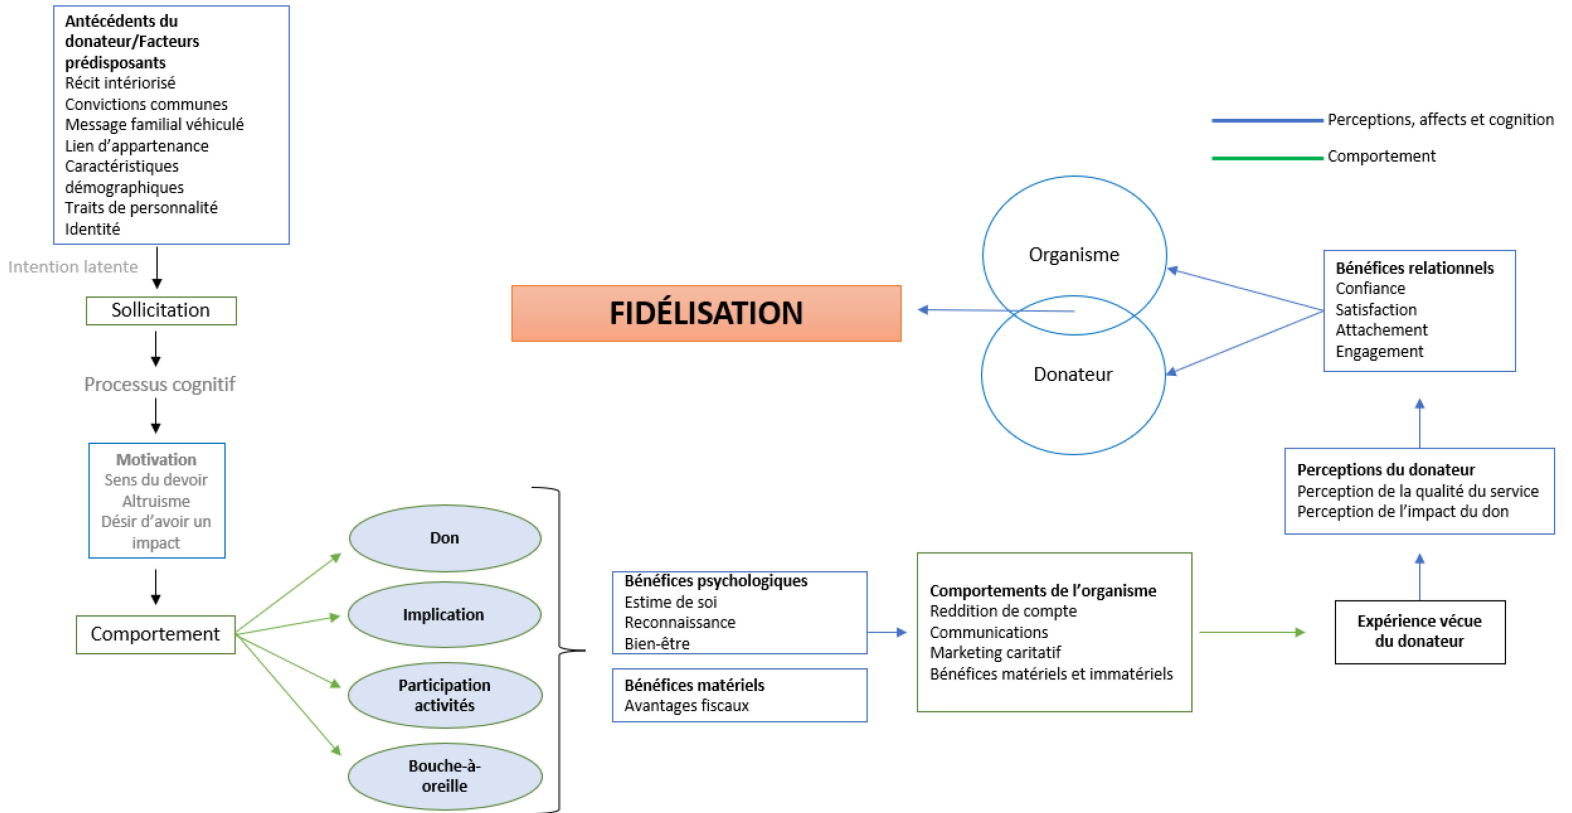 Antécédents du
donateur/Facteurs
prédisposants
Récit intériorisé
Convictions communes
Message familial véhiculé
Lien d'appartenance
Caractéristiques
démographiques
Traits de personnalité
Identité
Intention latente
Sollicitation
Processus cognitif
Motivation
Sens du devoir
Altruisme
Désir d'avoir un
impact
Comportement
Don
Implication
Participation
activités
Bouche-à-
oreille
Bénéfices psychologiques
Estime de soi
Reconnaissance
Bien-être
Bénéfices matériels
Avantages fiscaux
Comportements de l'organisme
Reddition de compte
Communications
Marketing caritatif
Bénéfices matériels et immatériels
Expérience vécue
du donateur
Perceptions du donateur
Perception de la qualité du service
Perception de l'impact du don
Bénéfices relationnels
Confiance
Satisfaction
Attachement
Engagement
Organisme
Donateur
FIDÉLISATION
Perceptions, affects et cognition
Comportement